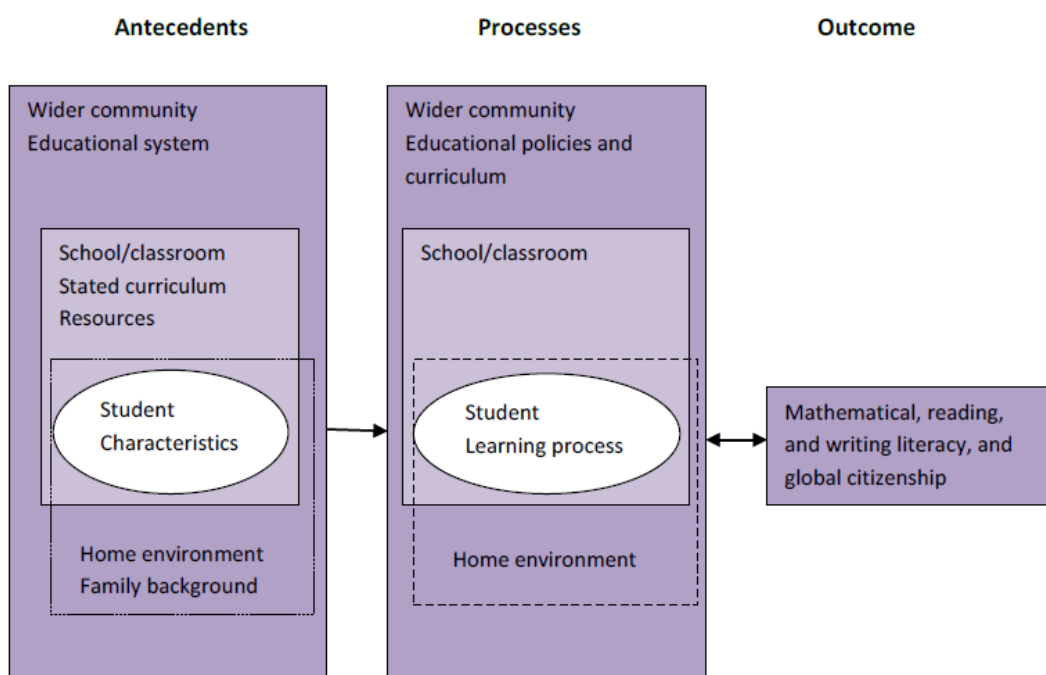 Antecedents
Processes
Outcome
Wider community
Educational system
School/classroom
Stated curriculum
Resources
Student
Characteristics
Home environment
Family background
Wider community
Educational policies and
curriculum
School/classroom
Student
Learning process
Home environment
Mathematical, reading,
and writing literacy, and
global citizenship